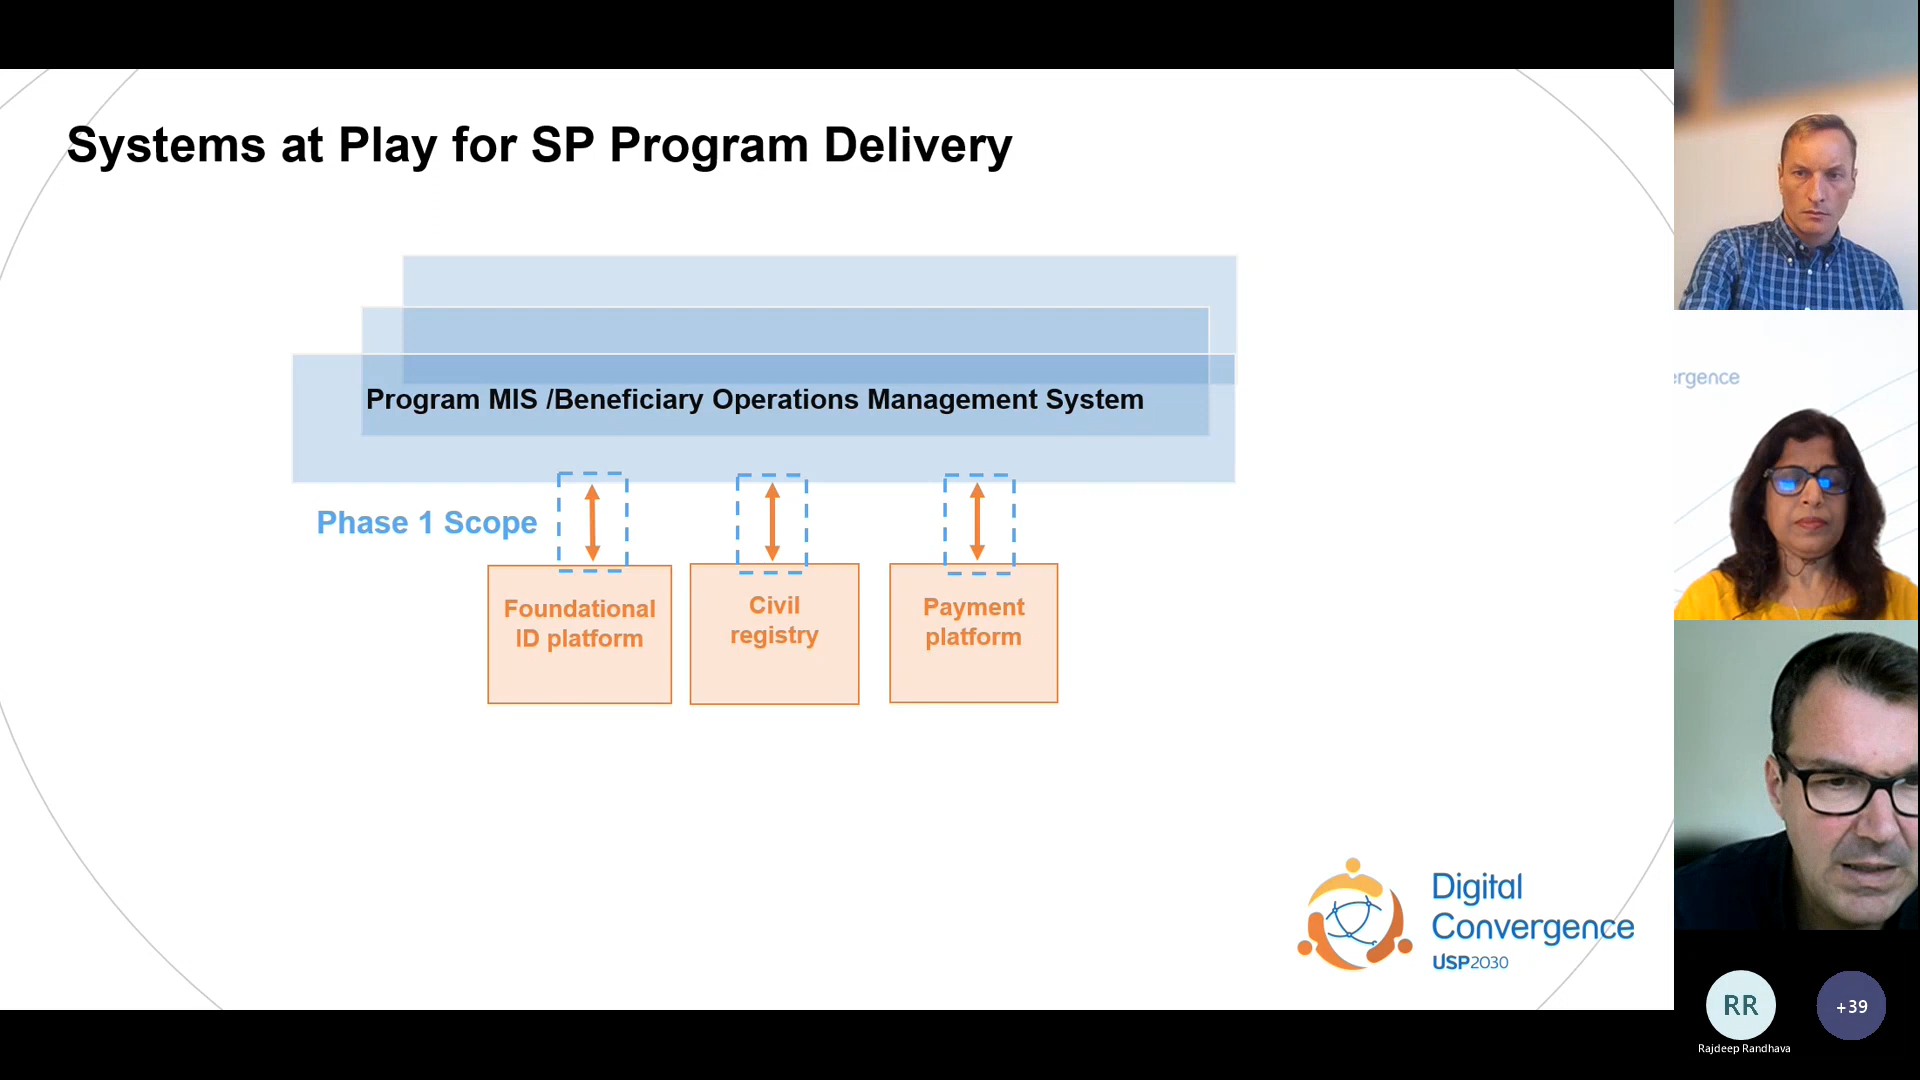 Systems at Play for SP Program Delivery
Program MIS /Beneficiary Operations Management System
Phase 1 Scope
Foundational
ID platform
Civil
registry
Payment
platform
Digital
Convergence
USP2030
ergence
RR
+39
Rajdeep Randhava